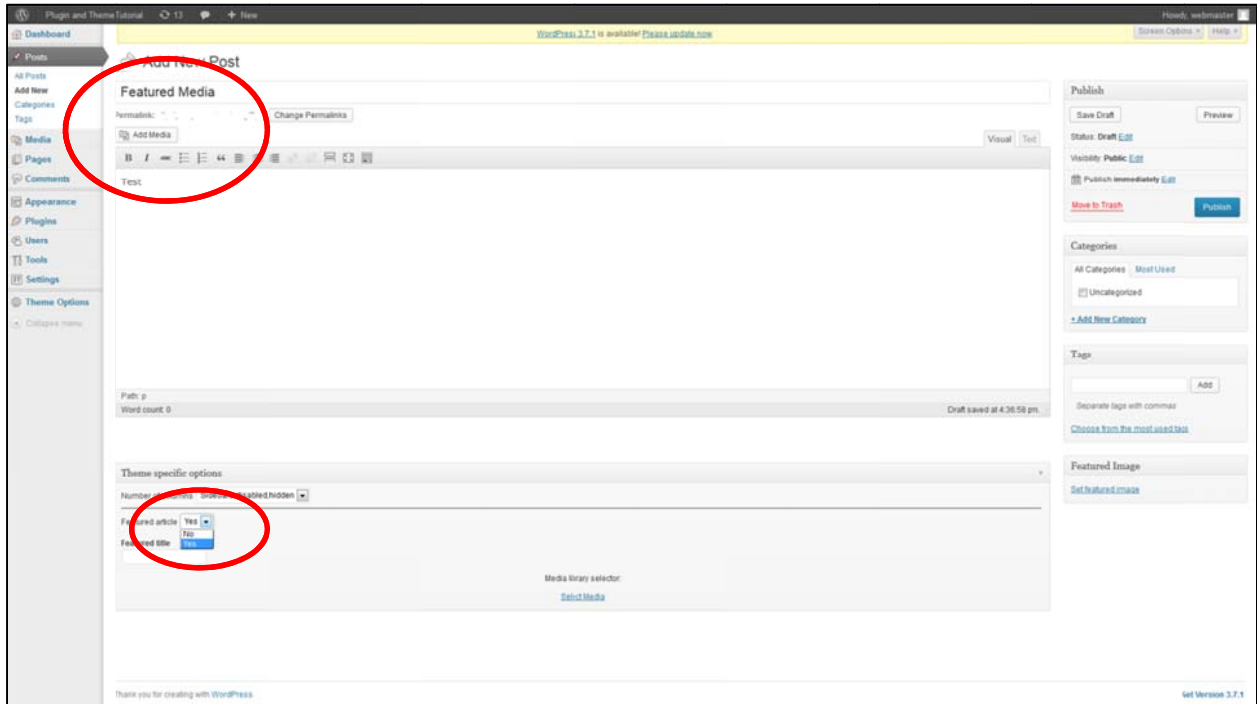 Plugin and Theme Tutorial 13 + New
Howdy, webmaster
WordPress 3.7.1 is available! Please update now.
Screen Options Help
Dashboard
Posts
All Posts
Add New
Categories
Tags
Media
Pages
Comments
Appearance
Plugins
Users
Tools
Settings
Theme Options
Collapse menu
Add New Post
Featured Media
Permalink:
Change Permalinks
Add Media
Visual Text
B I ABC
Test
Path: p
Word count: 0
Draft saved at 4:36:58 pm.
Theme specific options
Number of columns Sidebar disabled,hidden
Featured article Yes
No
Yes
Featured title
Media library selector:
Select Media
Publish
Save Draft Preview
Status: Draft Edit
Visibility: Public Edit
Publish immediately Edit
Move to Trash Publish
Categories
All Categories Most Used
Uncategorized
+ Add New Category
Tags
Add
Separate tags with commas
Choose from the most used tags
Featured Image
Set featured image
Thank you for creating with WordPress
Get Version 3.7.1